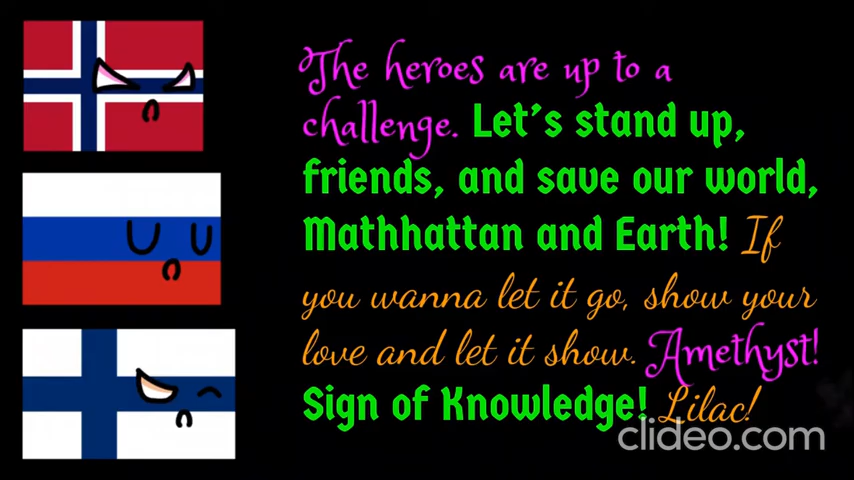 The heroes are up to a
challenge. Let's stand up,
friends, and save our world,
Mathhattan and Earth! If
you wanna let it go, show your
love and let it show. Amethyst!
Sign of Knowledge! Lilac!
clideo.com